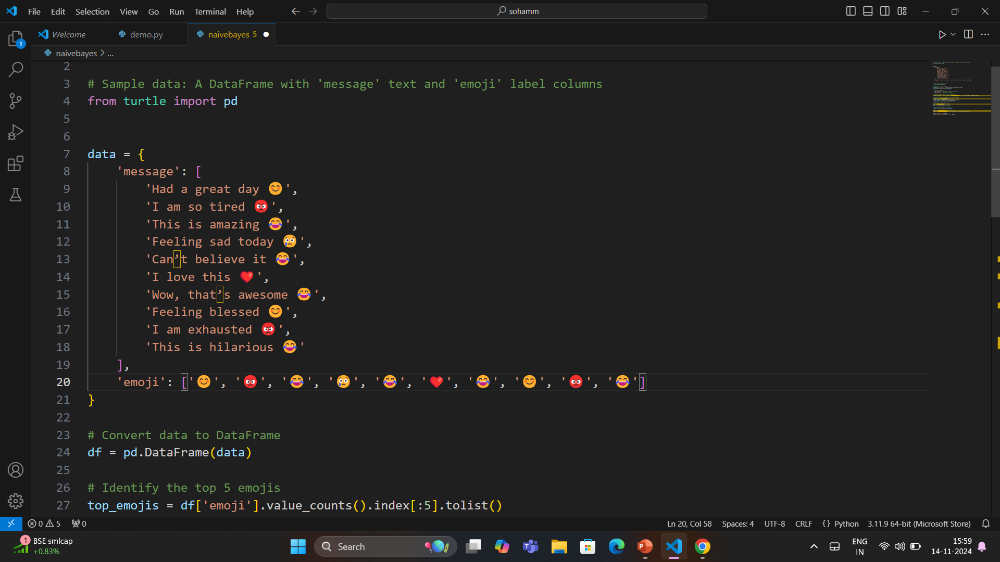 File Edit Selection View Go Run Terminal Help
sohamm
Welcome
demo.py
naivebayes 5
1
naivebayes > ...
2
3 # Sample data: A DataFrame with 'message' text and 'emoji' label columns
4 from turtle import pd
5
6
7 data = {
8 'message': [
9 'Had a great day 😊',
10 'I am so tired 😡',
11 'This is amazing 😂',
12 'Feeling sad today 😢',
13 'Can’t believe it 😂',
14 'I love this ❤️',
15 'Wow, that’s awesome 😂',
16 'Feeling blessed 😊',
17 'I am exhausted 😡',
18 'This is hilarious 😂'
19 ],
20 'emoji': ['😊', '😡', '😂', '😢', '😂', '❤️', '😂', '😊', '😡', '😂']
21 }
22
23 # Convert data to DataFrame
24 df = pd.DataFrame(data)
25
26 # Identify the top 5 emojis
27 top_emojis = df['emoji'].value_counts().index[:5].tolist()
0 5 0
Ln 20, Col 58 Spaces: 4 UTF-8 CRLF {} Python 3.11.9 64-bit (Microsoft Store)
1
BSE smlcap
+0.83%
Search
ENG
IN
15:59
14-11-2024